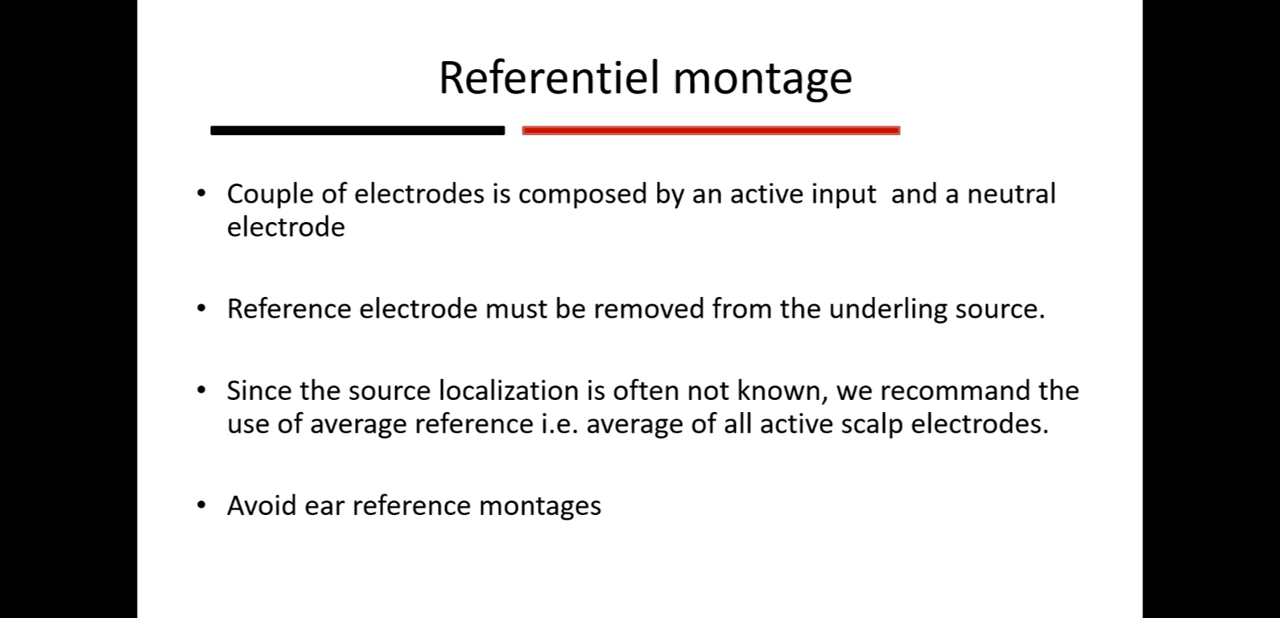 Referentiel montage
• Couple of electrodes is composed by an active input  and a neutral
electrode
• Reference electrode must be removed from the underling source.
• Since the source localization is often not known, we recommand the
use of average reference i.e. average of all active scalp electrodes.
• Avoid ear reference montages